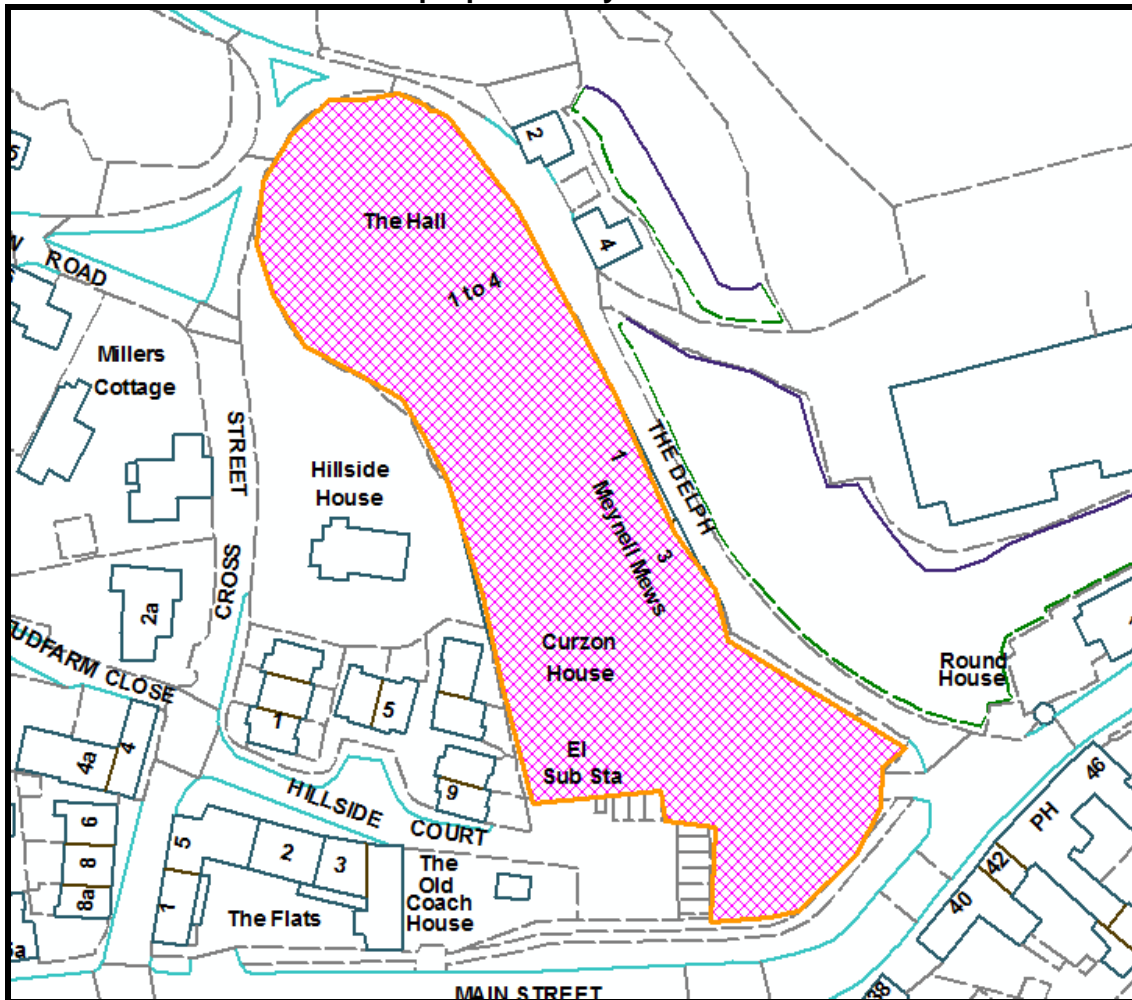 2
The Hall
4
1 to 4
ROAD
Millers
Cottage
STREET
THE DELPH
Hillside
House
1
Meynell Mews
3
CROSS
2a
UDFARM CLOSE
Curzon
House
Round
House
1
5
El
Sub Sta
4a
4
9
HILLSIDE
COURT
46
PH
6
8
8a
5
2
3
1
The
Old
Coach
House
The Flats
42
40
38
MAIN STREET